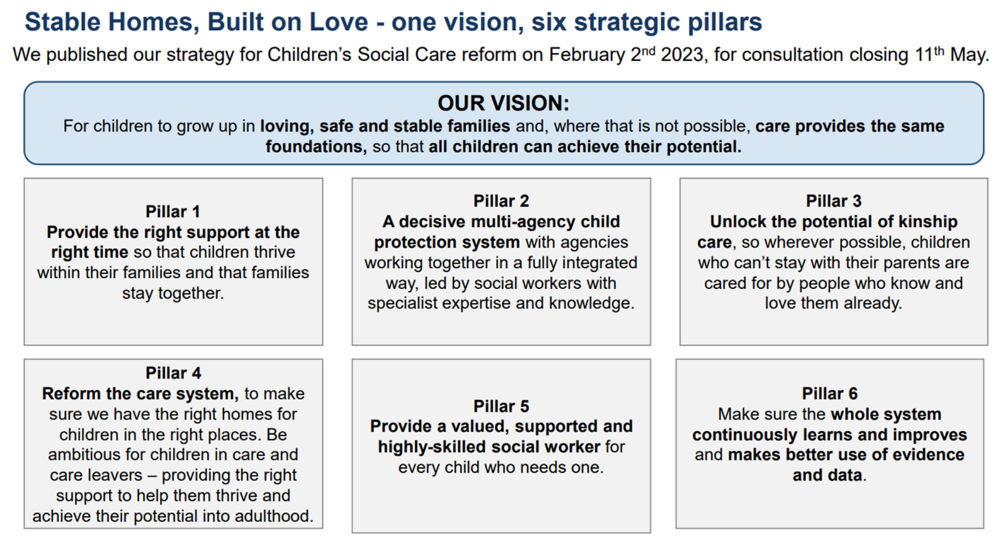 Stable Homes, Built on Love - one vision, six strategic pillars
We published our strategy for Children’s Social Care reform on February 2nd 2023, for consultation closing 11th May.
OUR VISION:
For children to grow up in loving, safe and stable families and, where that is not possible, care provides the same
foundations, so that all children can achieve their potential.
Pillar 1
Provide the right support at the
right time so that children thrive
within their families and that families
stay together.
Pillar 2
A decisive multi-agency child
protection system with agencies
working together in a fully integrated
way, led by social workers with
specialist expertise and knowledge.
Pillar 3
Unlock the potential of kinship
care, so wherever possible, children
who can’t stay with their parents are
cared for by people who know and
love them already.
Pillar 4
Reform the care system, to make
sure we have the right homes for
children in the right places. Be
ambitious for children in care and
care leavers – providing the right
support to help them thrive and
achieve their potential into adulthood.
Pillar 5
Provide a valued, supported and
highly-skilled social worker for
every child who needs one.
Pillar 6
Make sure the whole system
continuously learns and improves
and makes better use of evidence
and data.